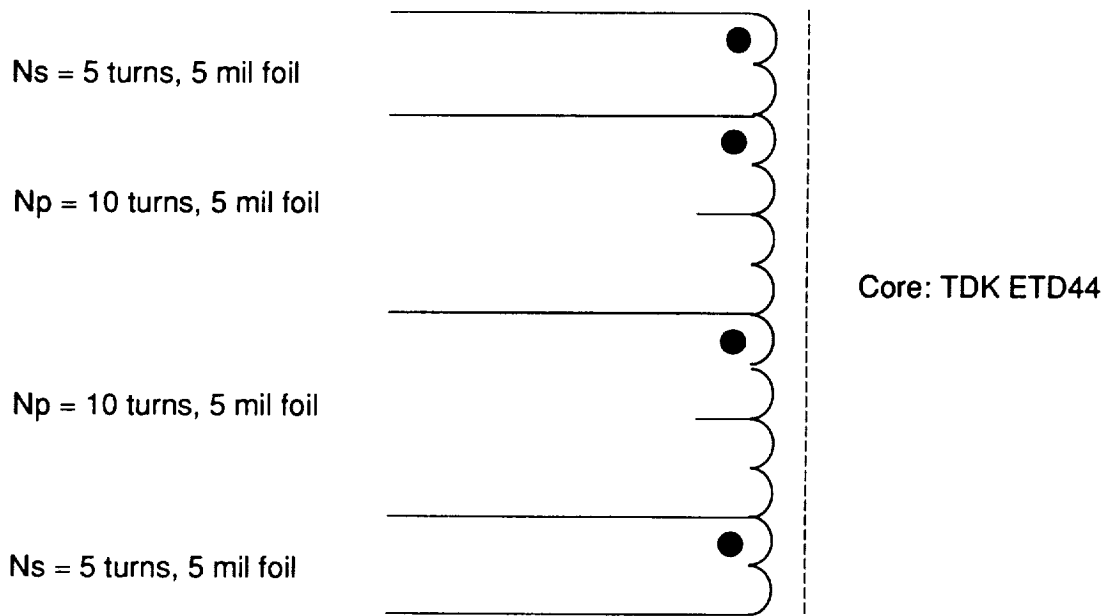 Ns = 5 turns, 5 mil foil
Np = 10 turns, 5 mil foil
Core: TDK ETD44
Np = 10 turns, 5 mil foil
Ns = 5 turns, 5 mil foil